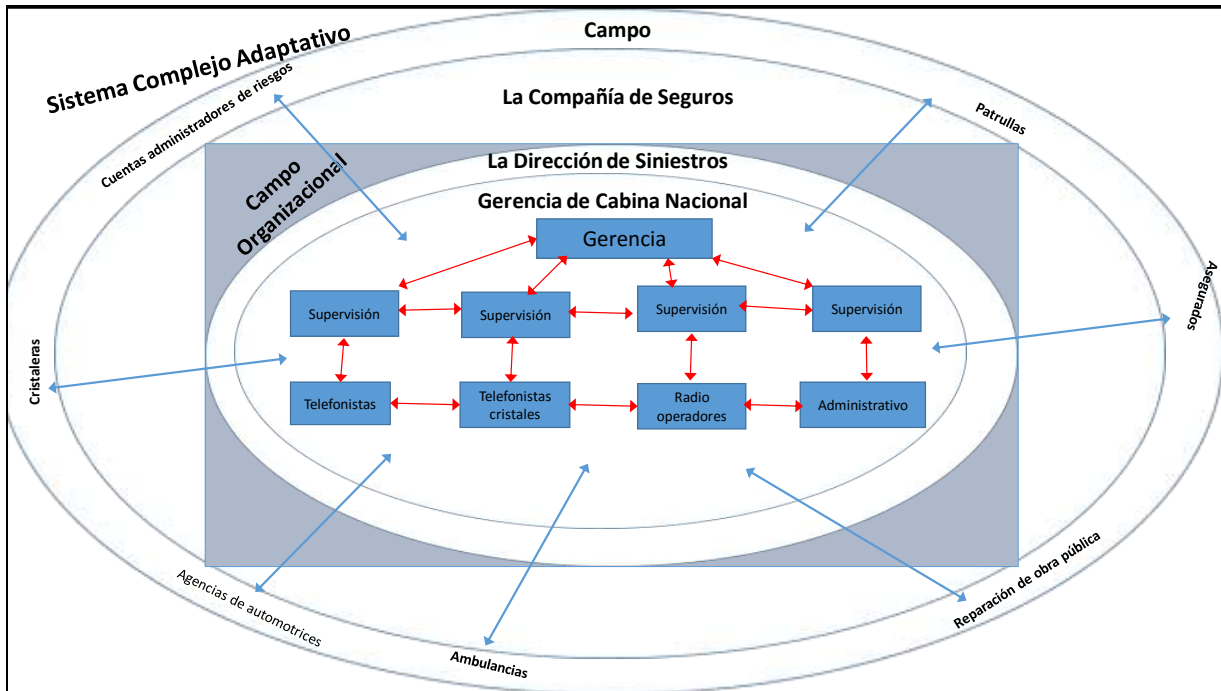 Campo
Sistema Complejo Adaptativo
Cuentas administradores de riesgos
La Compañía de Seguros
Patrullas
La Dirección de Siniestros
Campo
Organizacional
Gerencia de Cabina Nacional
Gerencia
Supervisión
Supervisión
Supervisión
Supervisión
Asegurados
Cristaleras
Telefonistas
Telefonistas
cristales
Radio
operadores
Administrativo
Agencias de automotrices
Ambulancias
Reparación de obra pública